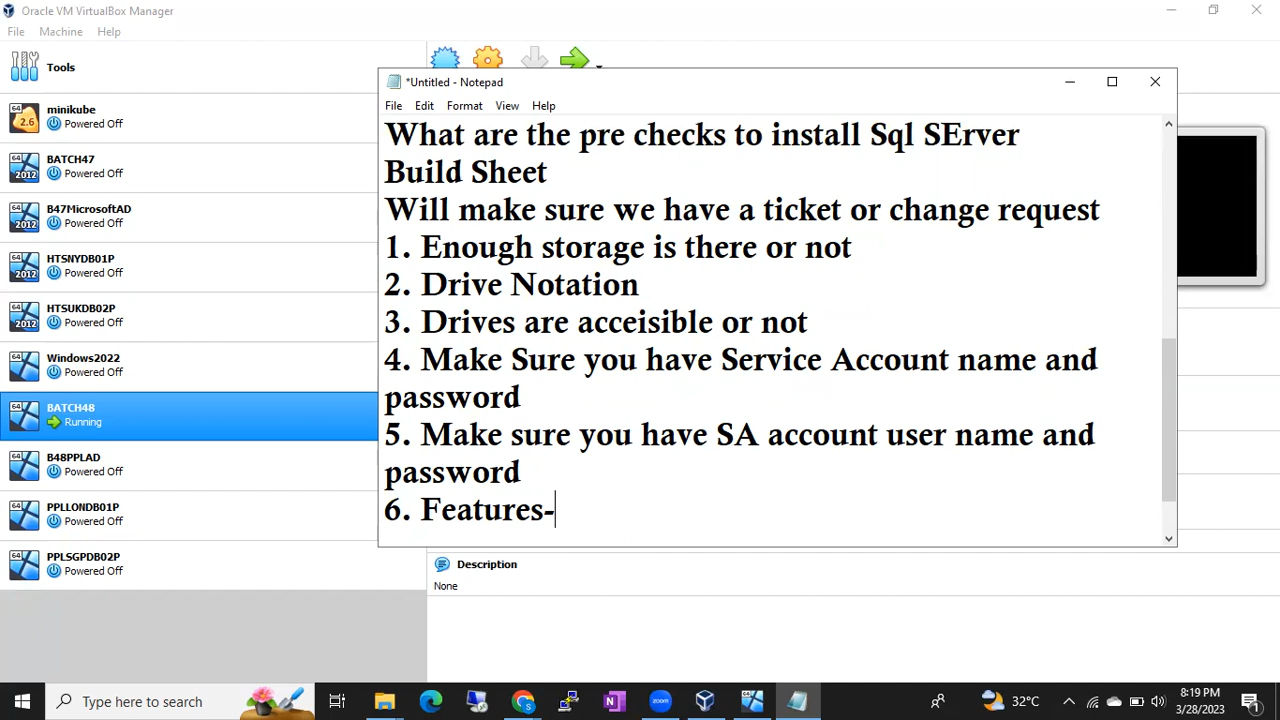 Oracle VM VirtualBox Manager
File Machine Help
Tools
minikube
Powered Off
BATCH47
Powered Off
B47MicrosoftAD
Powered Off
HTSNYDB01P
Powered Off
HTSUKDB02P
Powered Off
Windows2022
Powered Off
BATCH48
Running
B48PPLAD
Powered Off
PPLLONDB01P
Powered Off
PPLSGPDB02P
Powered Off
*Untitled - Notepad
File Edit Format View Help
What are the pre checks to install Sql SErver
Build Sheet
Will make sure we have a ticket or change request
1. Enough storage is there or not
2. Drive Notation
3. Drives are acceisible or not
4. Make Sure you have Service Account name and
password
5. Make sure you have SA account user name and
password
6. Features-
Description
None
Type here to search
zoom
32°C
8:19 PM
3/28/2023
1